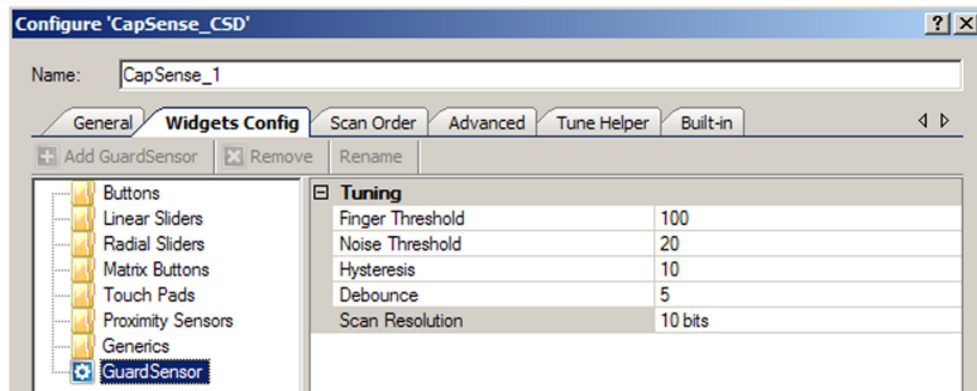 Configure 'CapSense_CSD'
Name: CapSense_1
General Widgets Config Scan Order Advanced Tune Helper Built-in
Add GuardSensor Remove Rename
Buttons
Linear Sliders
Radial Sliders
Matrix Buttons
Touch Pads
Proximity Sensors
Generics
GuardSensor
Tuning
Finger Threshold 100
Noise Threshold 20
Hysteresis 10
Debounce 5
Scan Resolution 10 bits